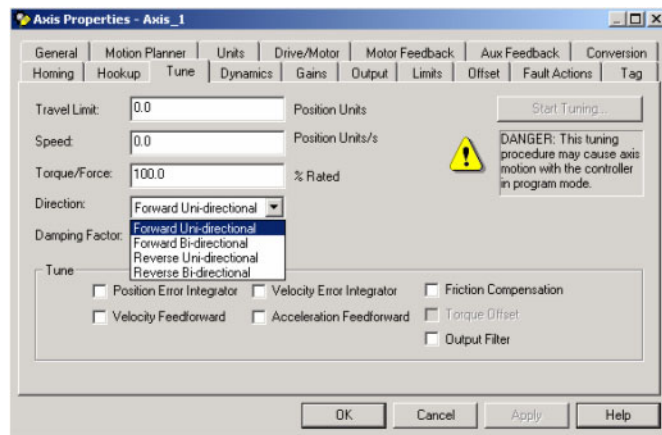 Axis Properties - Axis_1
General Motion Planner Units Drive/Motor Motor Feedback Aux Feedback Conversion
Homing Hookup Tune Dynamics Gains Output Limits Offset Fault Actions Tag
Travel Limit: 0.0 Position Units
Start Tuning...
Speed: 0.0 Position Units/s
DANGER: This tuning
procedure may cause axis
motion with the controller
in program mode.
Torque/Force: 100.0 % Rated
Direction: Forward Uni-directional
Forward Uni-directional
Forward Bi-directional
Reverse Uni-directional
Reverse Bi-directional
Damping Factor:
Tune
Position Error Integrator Velocity Error Integrator Friction Compensation
Velocity Feedforward Acceleration Feedforward Torque Offset
Output Filter
OK Cancel Apply Help